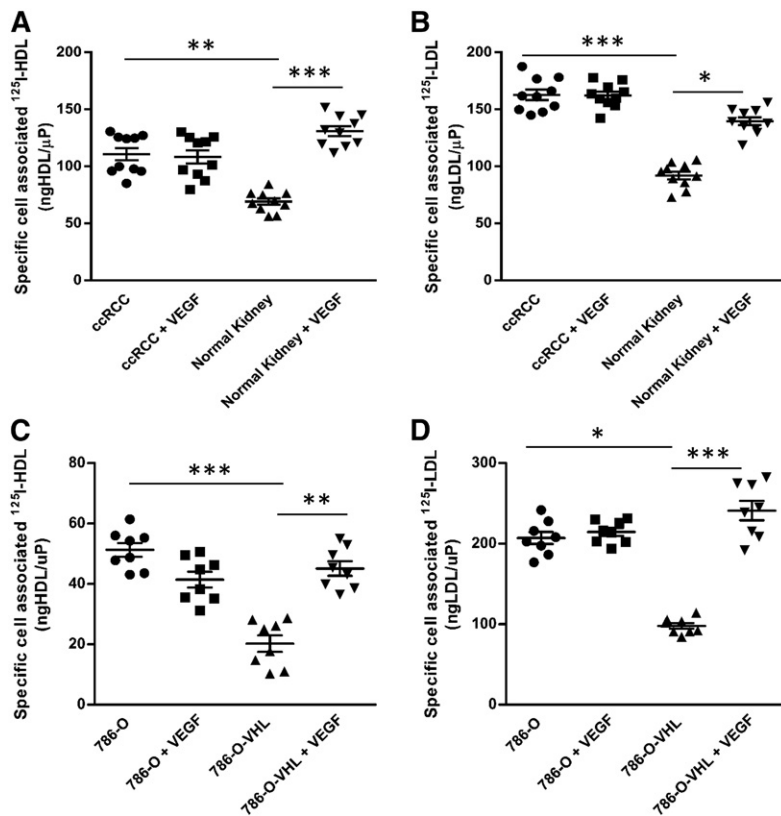 A
Specific cell associated ¹²⁵I-HDL
(ngHDL/μP)
200
150
100
50
0
**
***
ccRCC
ccRCC + VEGF
Normal Kidney
Normal Kidney + VEGF
B
Specific cell associated ¹²⁵I-LDL
(ngLDL/μP)
200
150
100
50
0
***
*
ccRCC
ccRCC + VEGF
Normal Kidney
Normal Kidney + VEGF
C
Specific cell associated ¹²⁵I-HDL
(ngHDL/uP)
80
60
40
20
0
***
**
786-O
786-O + VEGF
786-O-VHL
786-O-VHL + VEGF
D
Specific cell associated ¹²⁵I-LDL
(ngLDL/uP)
300
200
100
0
*
***
786-O
786-O + VEGF
786-O-VHL
786-O-VHL + VEGF